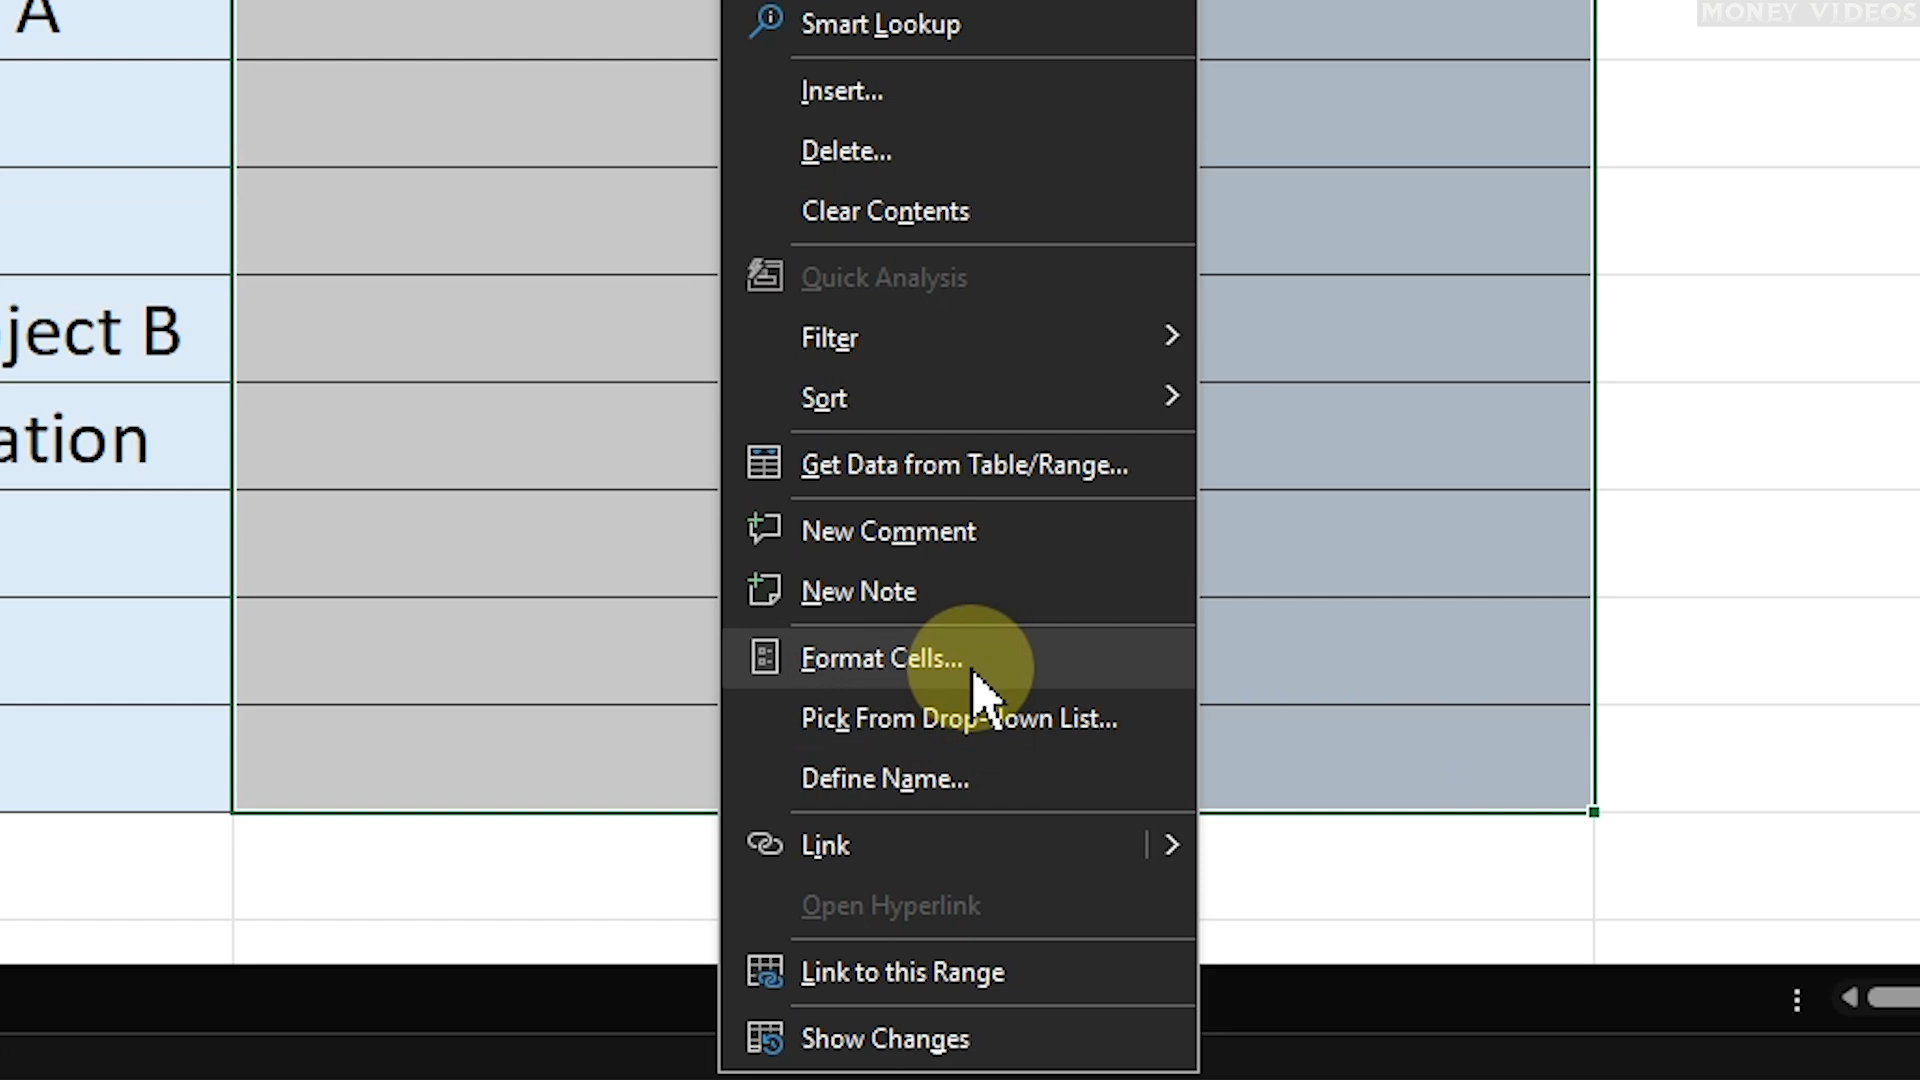 MONEY VIDEOS
A
ject B
ation
Smart Lookup
Insert...
Delete...
Clear Contents
Quick Analysis
Filter
Sort
Get Data from Table/Range...
New Comment
New Note
Format Cells...
Pick From Drop-down List...
Define Name...
Link
Open Hyperlink
Link to this Range
Show Changes